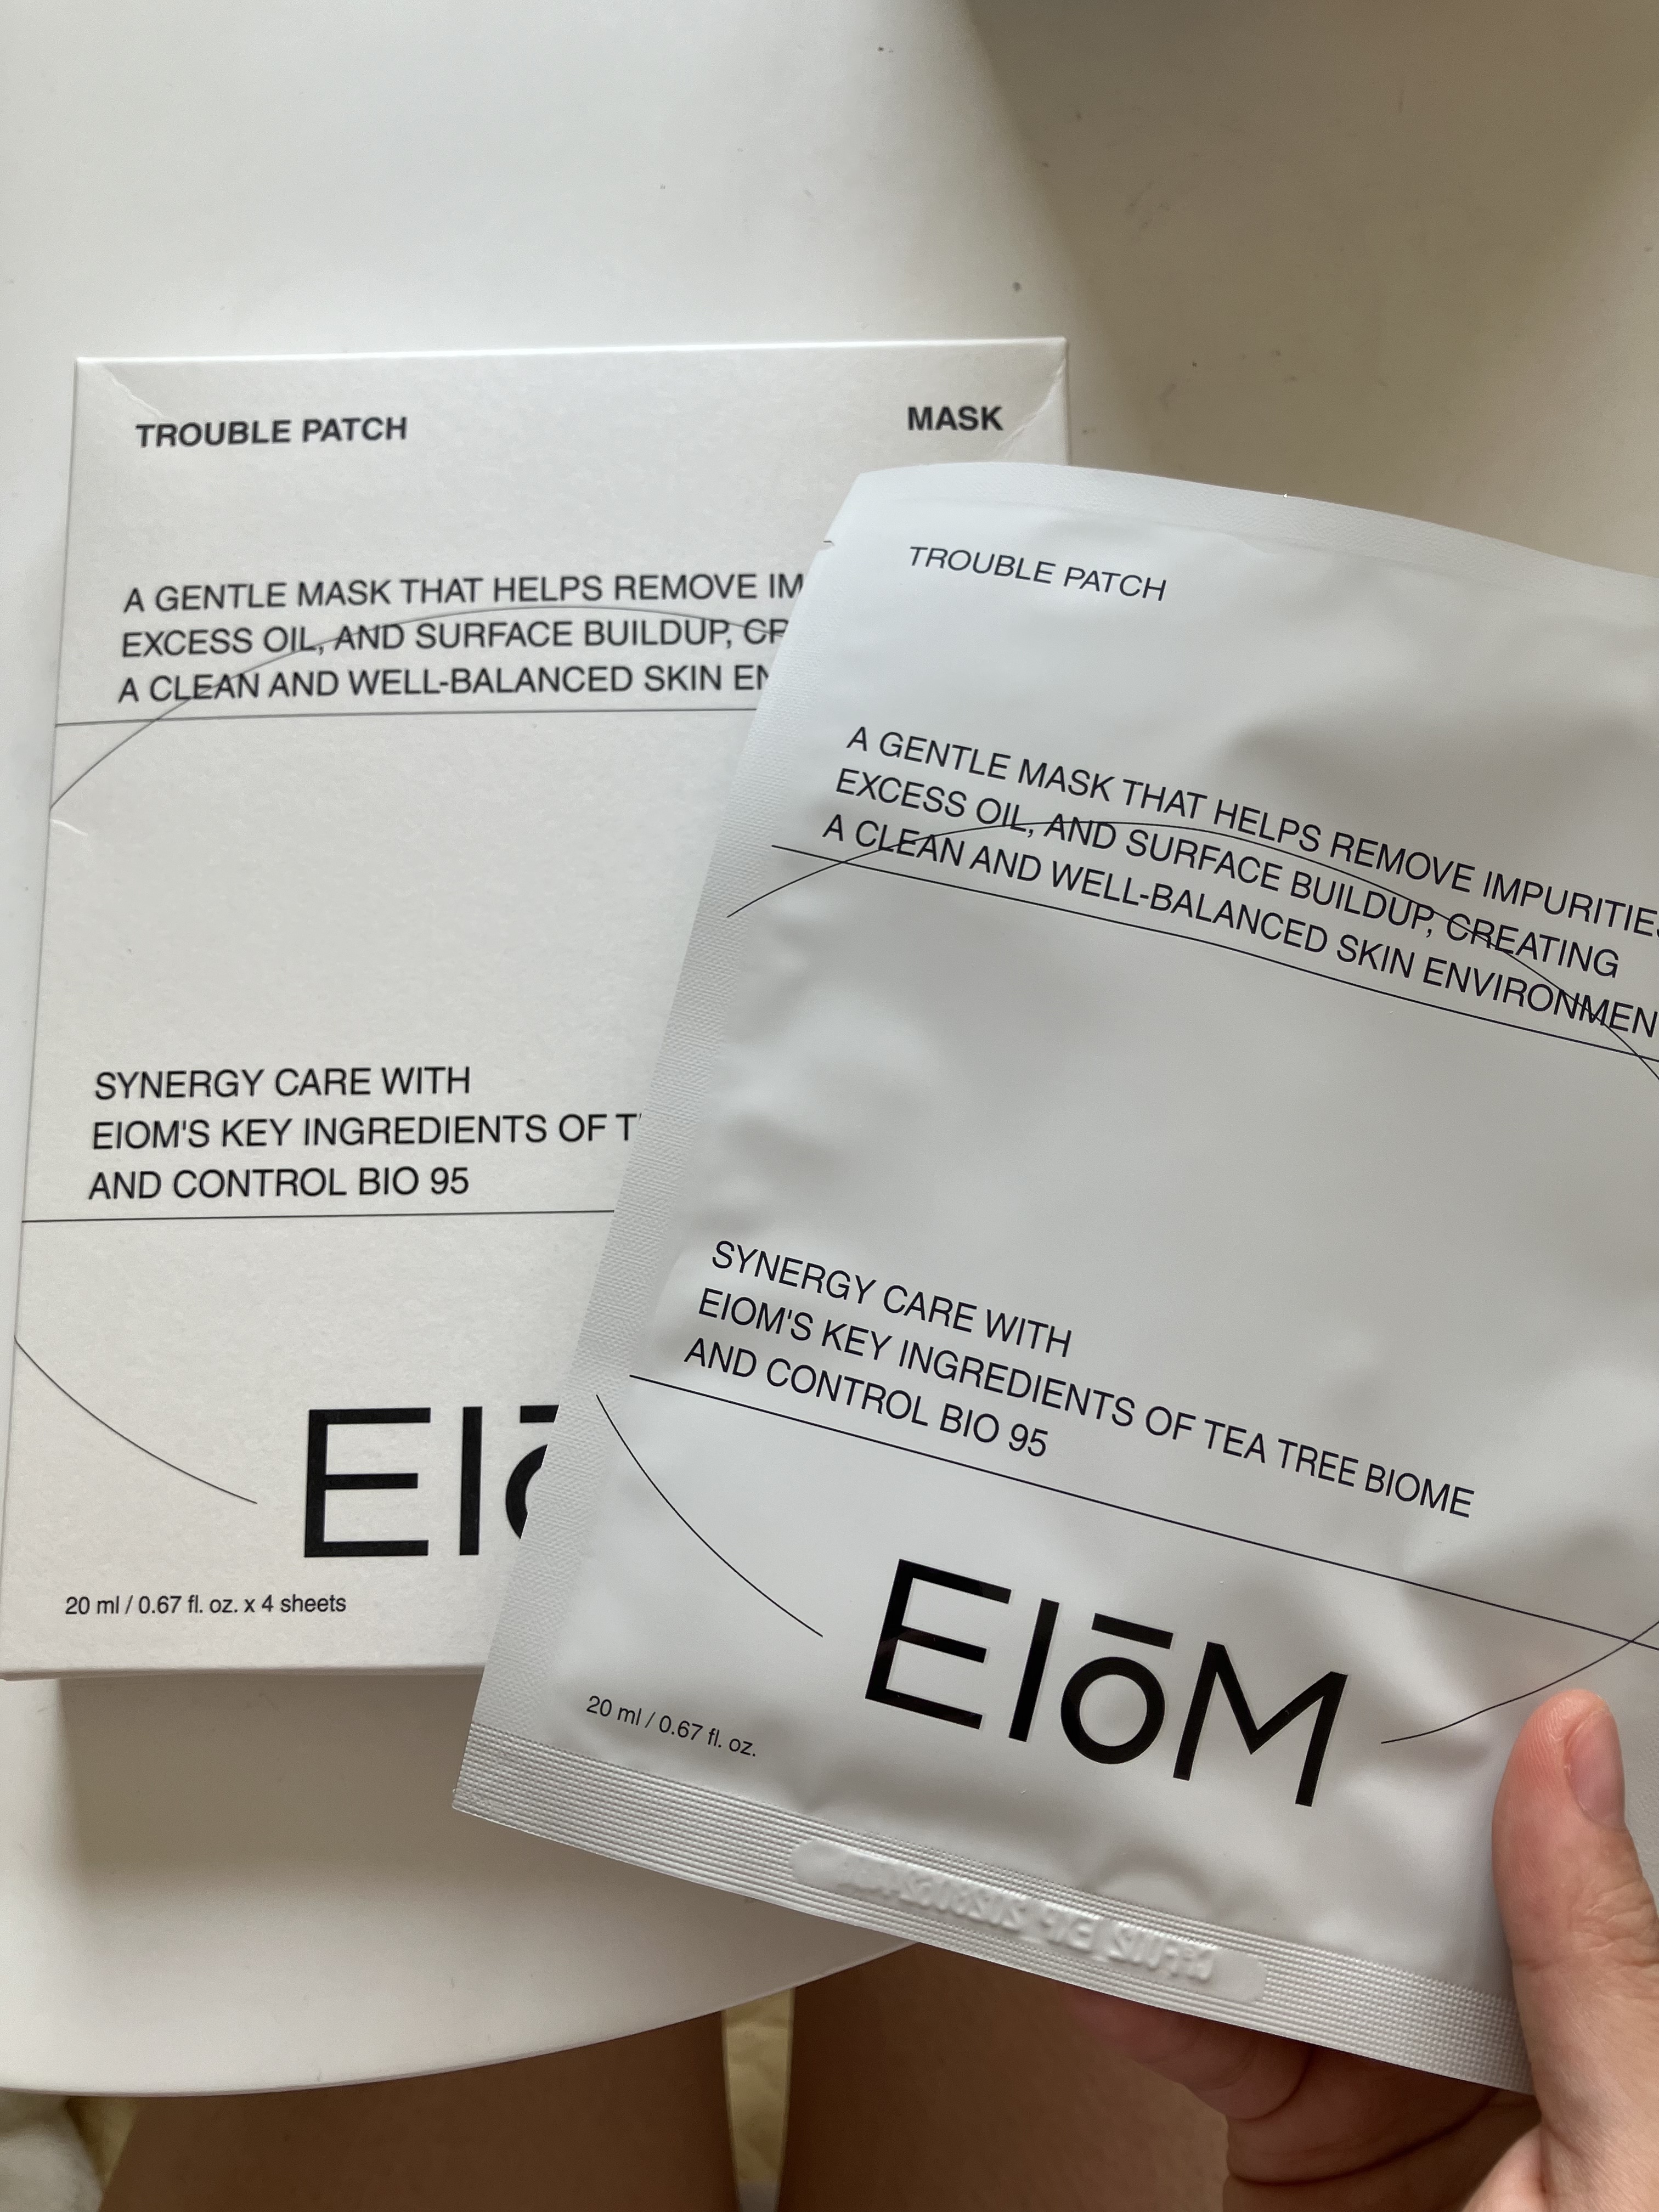 TROUBLE PATCH
MASK
A GENTLE MASK THAT HELPS REMOVE IM
EXCESS OIL, AND SURFACE BUILDUP, CR
A CLEAN AND WELL-BALANCED SKIN EN
SYNERGY CARE WITH
EIOM'S KEY INGREDIENTS OF T
AND CONTROL BIO 95
EIō
20 ml / 0.67 fl. oz. x 4 sheets
TROUBLE PATCH
A GENTLE MASK THAT HELPS REMOVE IMPURITIES
EXCESS OIL, AND SURFACE BUILDUP, CREATING
A CLEAN AND WELL-BALANCED SKIN ENVIRONMEN
SYNERGY CARE WITH
EIOM'S KEY INGREDIENTS OF TEA TREE BIOME
AND CONTROL BIO 95
EIōM
20 ml / 0.67 fl. oz.